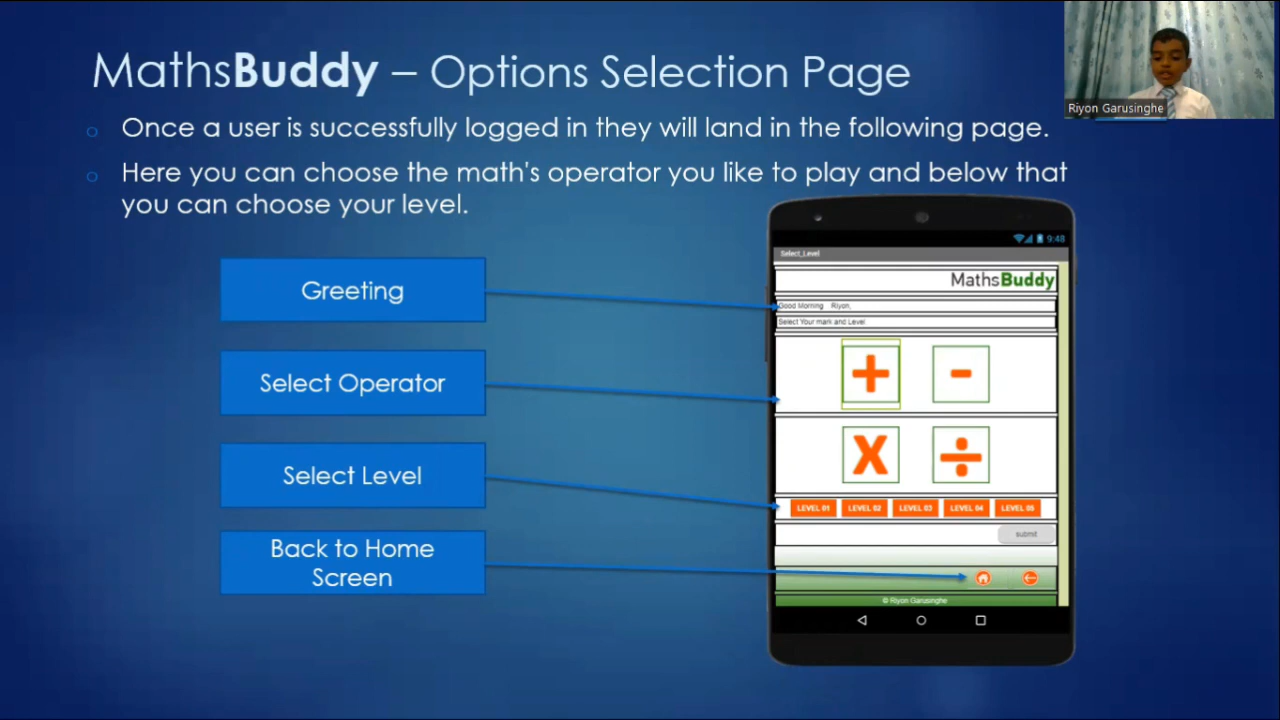 MathsBuddy – Options Selection Page
Riyon Garusinghe
o Once a user is successfully logged in they will land in the following page.
o Here you can choose the math's operator you like to play and below that
you can choose your level.
Greeting
Select Operator
Select Level
Back to Home
Screen
9:48
Select_Level
MathsBuddy
Good Morning Riyon,
Select Your mark and Level
+ -
X ÷
LEVEL 01 LEVEL 02 LEVEL 03 LEVEL 04 LEVEL 05
submit
© Riyon Garusinghe